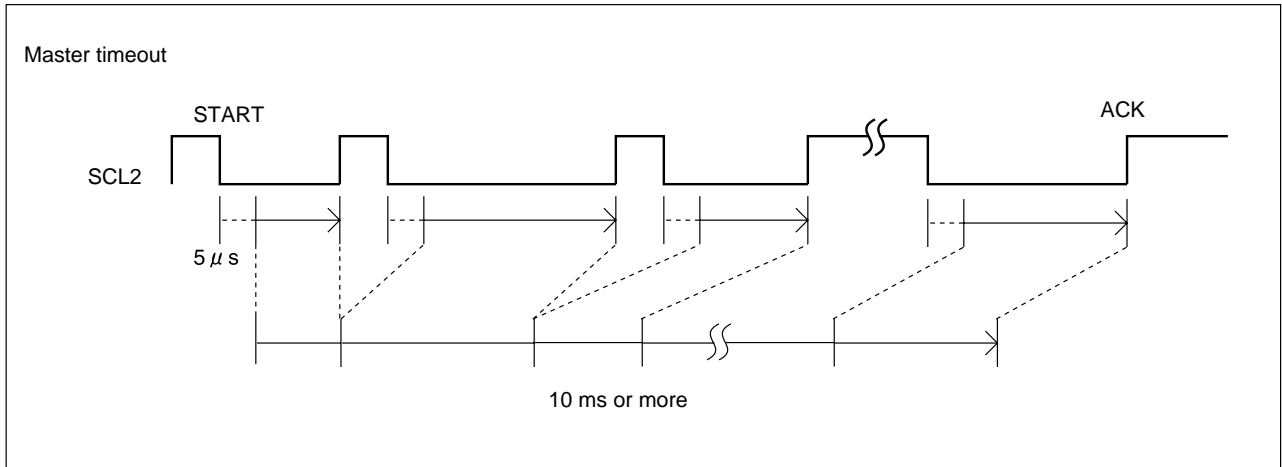 Master timeout
START
ACK
SCL2
5 μ s
10 ms or more